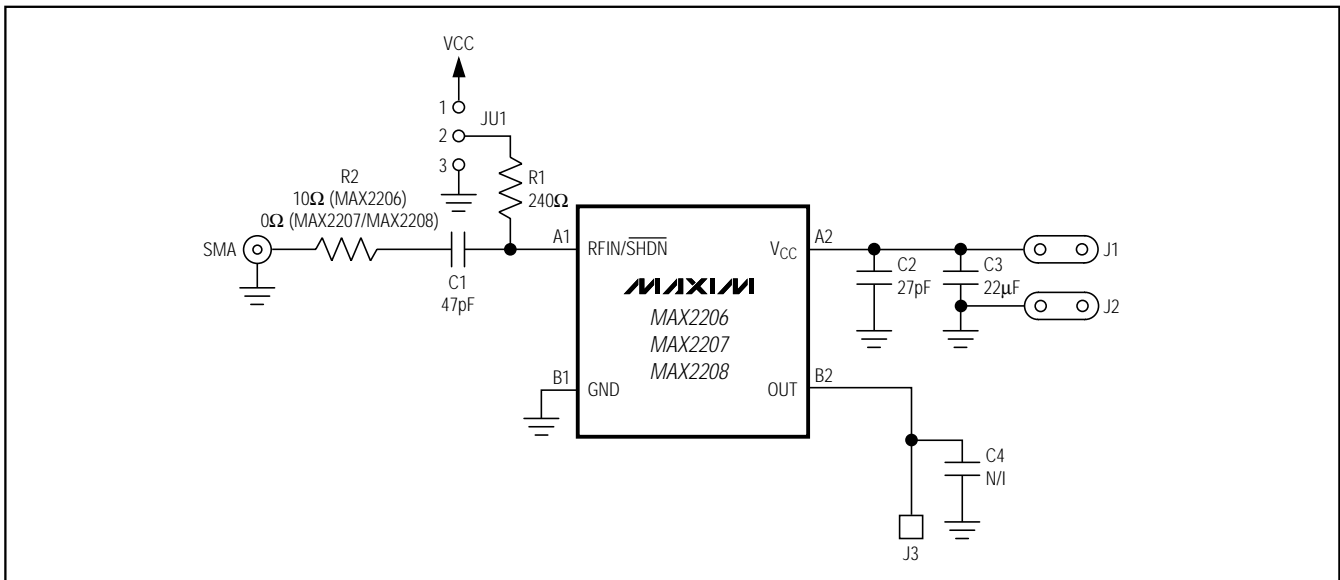 VCC
1
2
3
JU1
R1
240Ω
R2
10Ω (MAX2206)
0Ω (MAX2207/MAX2208)
SMA
C1
47pF
A1
RFIN/SHDN
MAXIM
MAX2206
MAX2207
MAX2208
B1
GND
A2
VCC
C2
27pF
C3
22μF
J1
J2
B2
OUT
C4
N/I
J3